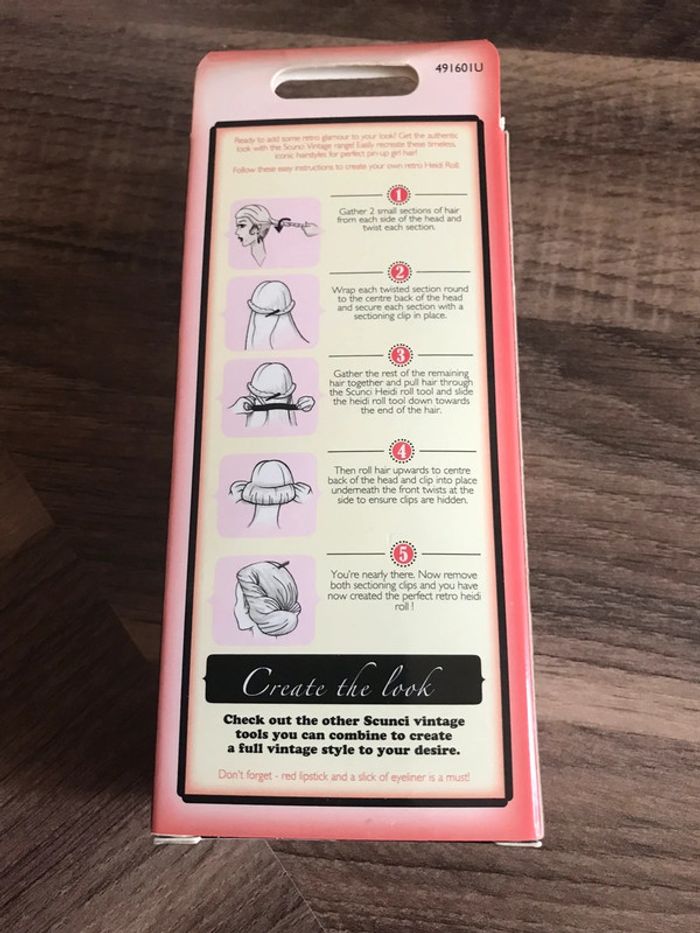 491601U
Ready to add some retro glamour to your look? Get the authentic
look with the Scunci Vintage range! Easily recreate these timeless,
iconic hairstyles for perfect pin-up girl hair!
Follow these easy instructions to create your own retro Heidi Roll:
1
Gather 2 small sections of hair
from each side of the head and
twist each section.
2
Wrap each twisted section round
to the centre back of the head
and secure each section with a
sectioning clip in place.
3
Gather the rest of the remaining
hair together and pull hair through
the Scunci Heidi roll tool and slide
the heidi roll tool down towards
the end of the hair.
4
Then roll hair upwards to centre
back of the head and clip into place
underneath the front twists at the
side to ensure clips are hidden.
5
You're nearly there. Now remove
both sectioning clips and you have
now created the perfect retro heidi
roll !
Create the look
Check out the other Scunci vintage
tools you can combine to create
a full vintage style to your desire.
Don't forget - red lipstick and a slick of eyeliner is a must!